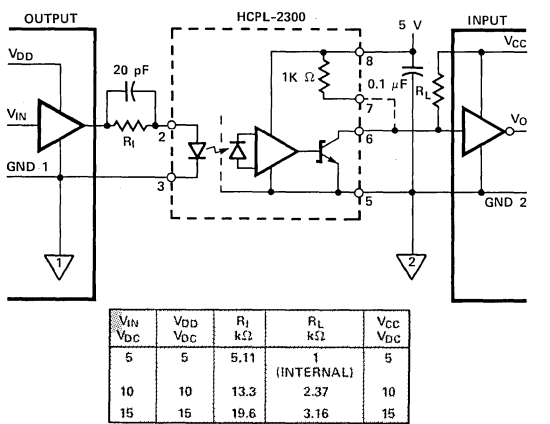 OUTPUT
HCPL-2300
INPUT
5 V
VDD
VCC
20 pF
8
1K Ω
0.1 μF
RL
7
VIN
VO
2
RI
6
GND 1
3
5
GND 2
1
2
VIN VDC
VDD VDC
RI kΩ
RL kΩ
VCC VDC
5 5 5.11 1 (INTERNAL) 5
10 10 13.3 2.37 10
15 15 19.6 3.16 15